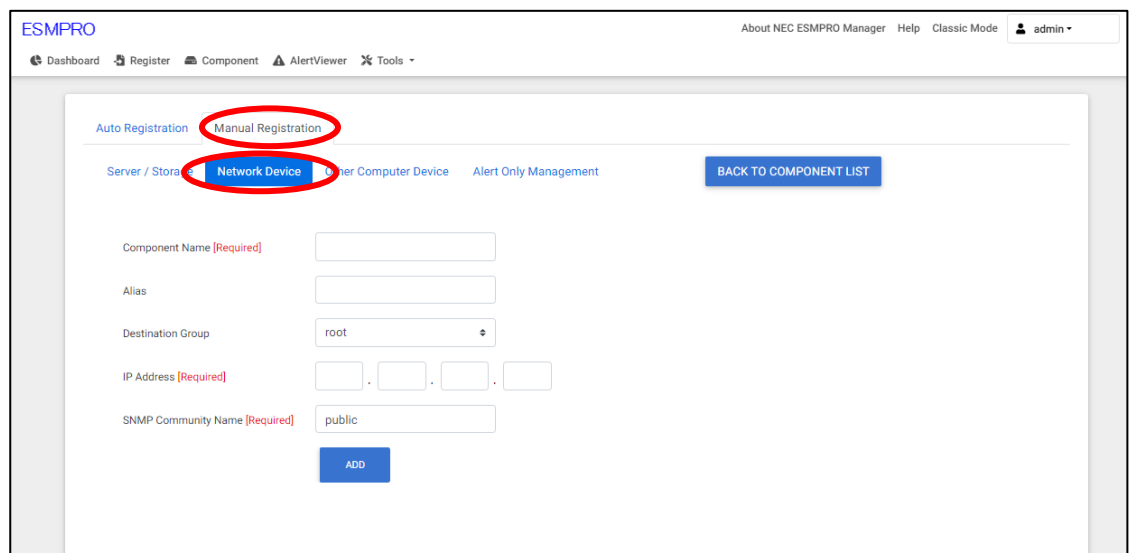 ESMPRO
About NEC ESMPRO Manager Help Classic Mode admin
Dashboard Register Component AlertViewer Tools
Auto Registration Manual Registration
Server / Storage Network Device Other Computer Device Alert Only Management BACK TO COMPONENT LIST
Component Name [Required]
Alias
Destination Group root
IP Address [Required] . . .
SNMP Community Name [Required] public
ADD